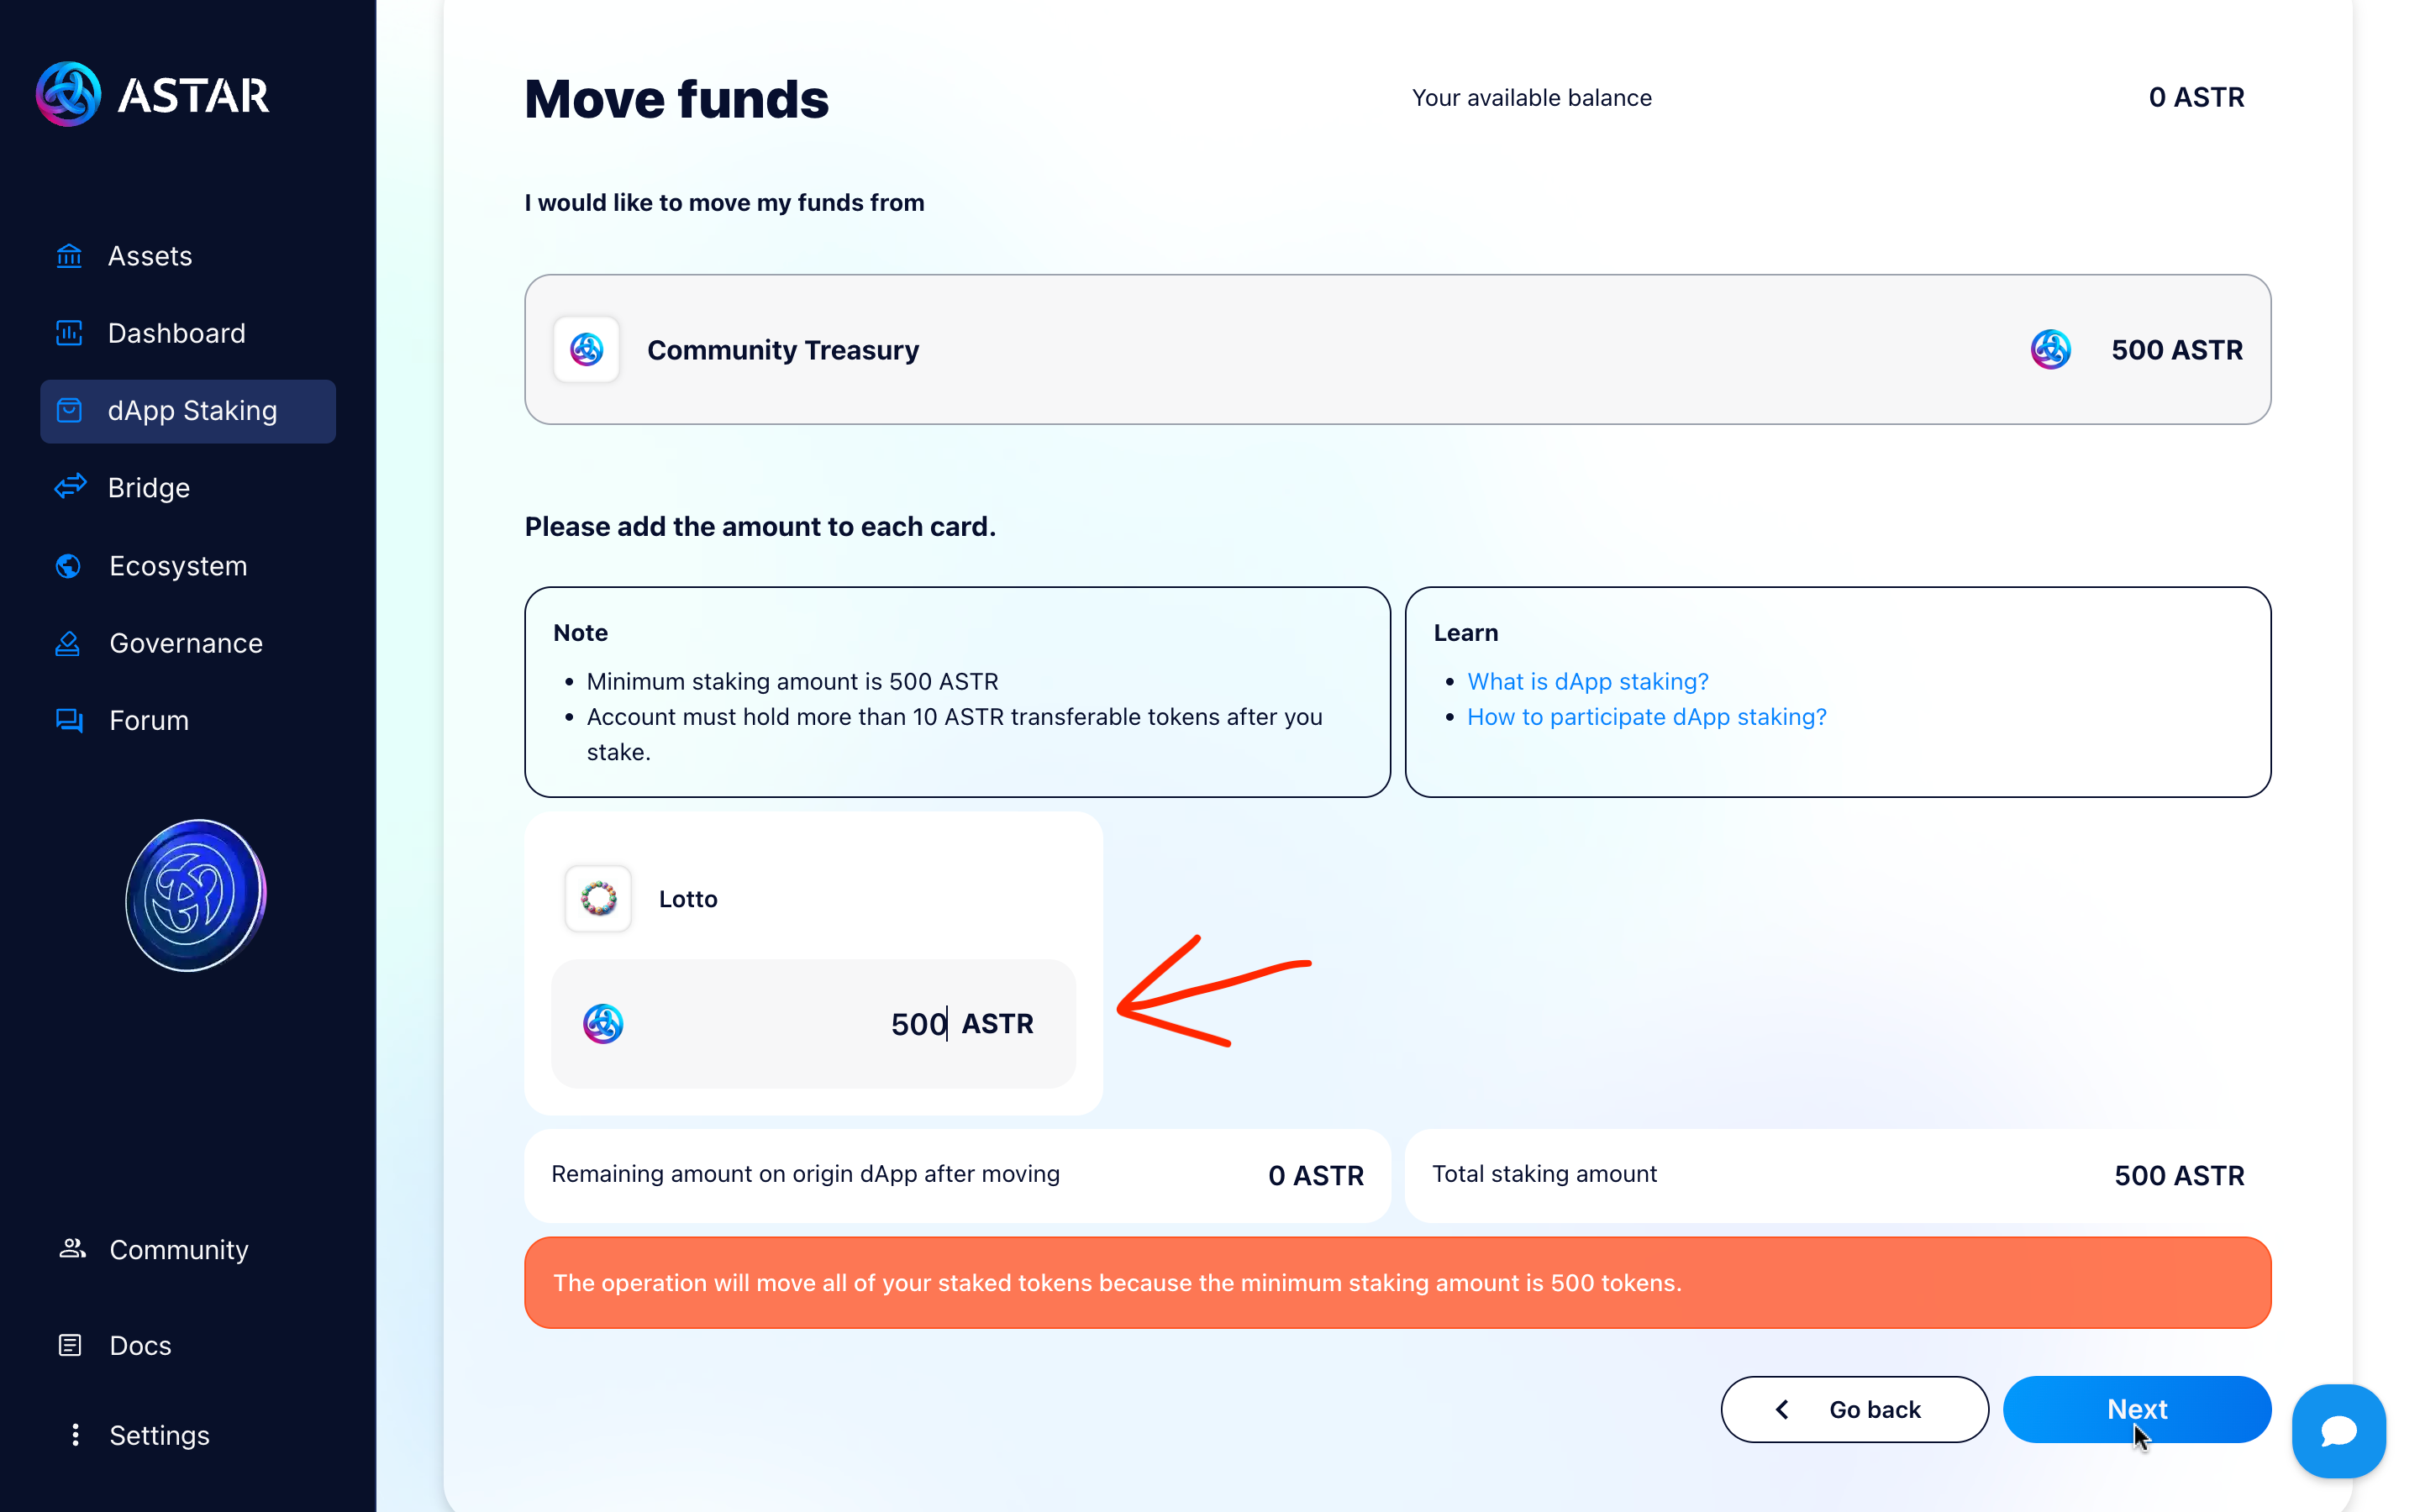 ASTAR
Assets
Dashboard
dApp Staking
Bridge
Ecosystem
Governance
Forum
Community
Docs
Settings
Move funds
Your available balance
0 ASTR
I would like to move my funds from
Community Treasury
500 ASTR
Please add the amount to each card.
Note
• Minimum staking amount is 500 ASTR
• Account must hold more than 10 ASTR transferable tokens after you
stake.
Learn
• What is dApp staking?
• How to participate dApp staking?
Lotto
500 ASTR
Remaining amount on origin dApp after moving
0 ASTR
Total staking amount
500 ASTR
The operation will move all of your staked tokens because the minimum staking amount is 500 tokens.
Go back
Next